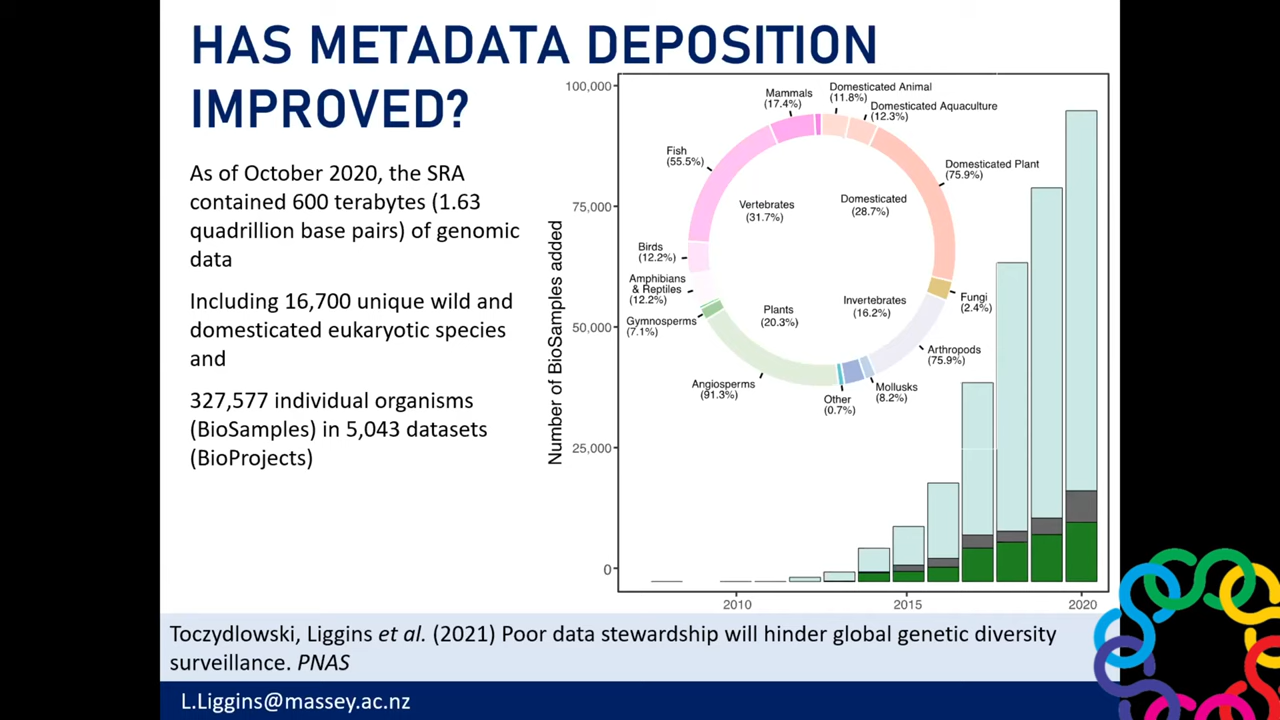 HAS METADATA DEPOSITION
IMPROVED?
As of October 2020, the SRA
contained 600 terabytes (1.63
quadrillion base pairs) of genomic
data
Including 16,700 unique wild and
domesticated eukaryotic species
and
327,577 individual organisms
(BioSamples) in 5,043 datasets
(BioProjects)
Number of BioSamples added
100,000
75,000
50,000
25,000
0
2010
2015
2020
Mammals
(17.4%)
Domesticated Animal
(11.8%)
Domesticated Aquaculture
(12.3%)
Fish
(55.5%)
Domesticated Plant
(75.9%)
Vertebrates
(31.7%)
Domesticated
(28.7%)
Birds
(12.2%)
Amphibians
& Reptiles
(12.2%)
Gymnosperms
(7.1%)
Plants
(20.3%)
Invertebrates
(16.2%)
Fungi
(2.4%)
Arthropods
(75.9%)
Angiosperms
(91.3%)
Other
(0.7%)
Mollusks
(8.2%)
Toczydlowski, Liggins et al. (2021) Poor data stewardship will hinder global genetic diversity
surveillance. PNAS
L.Liggins@massey.ac.nz